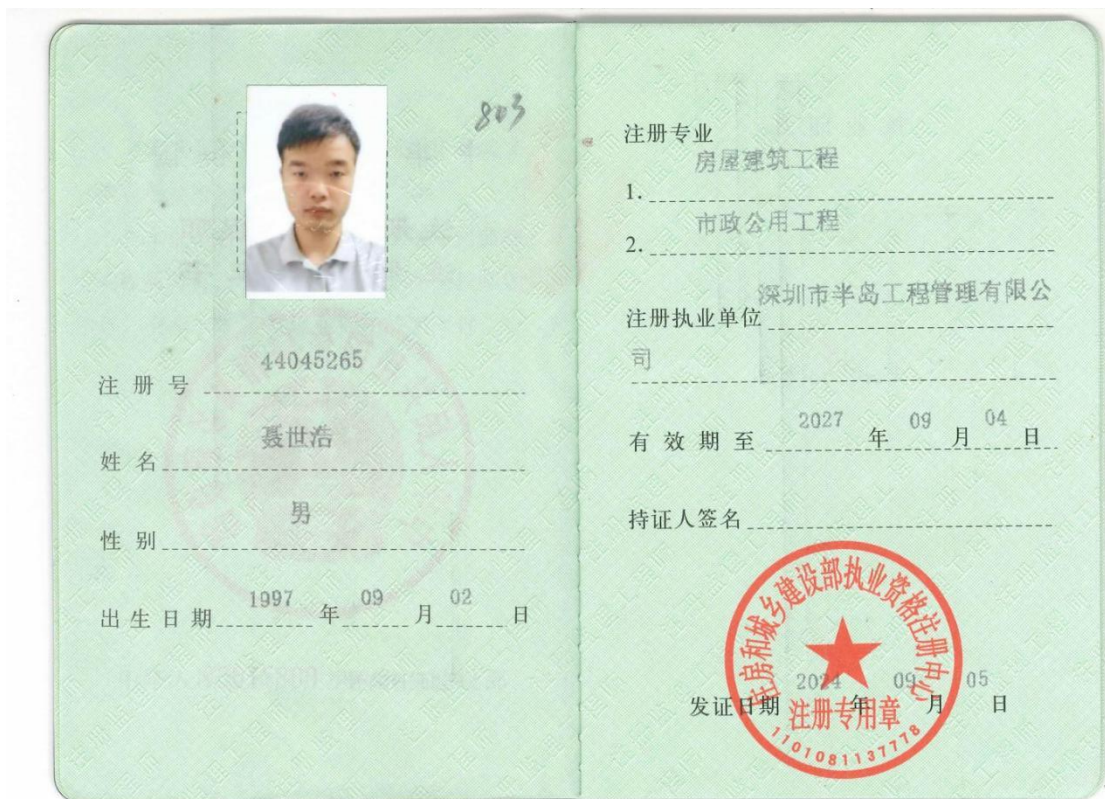 803
注册号 44045265
姓名 聂世浩
性别 男
出生日期 1997 年 09 月 02 日
注册专业
1. 房屋建筑工程
2. 市政公用工程
注册执业单位 深圳市半岛工程管理有限公
司
有效期至 2027 年 09 月 04 日
持证人签名
住房和城乡建设部执业资格注册中心
发证日期 2024 年 09 月 05 日
注册专用章
1101081137778